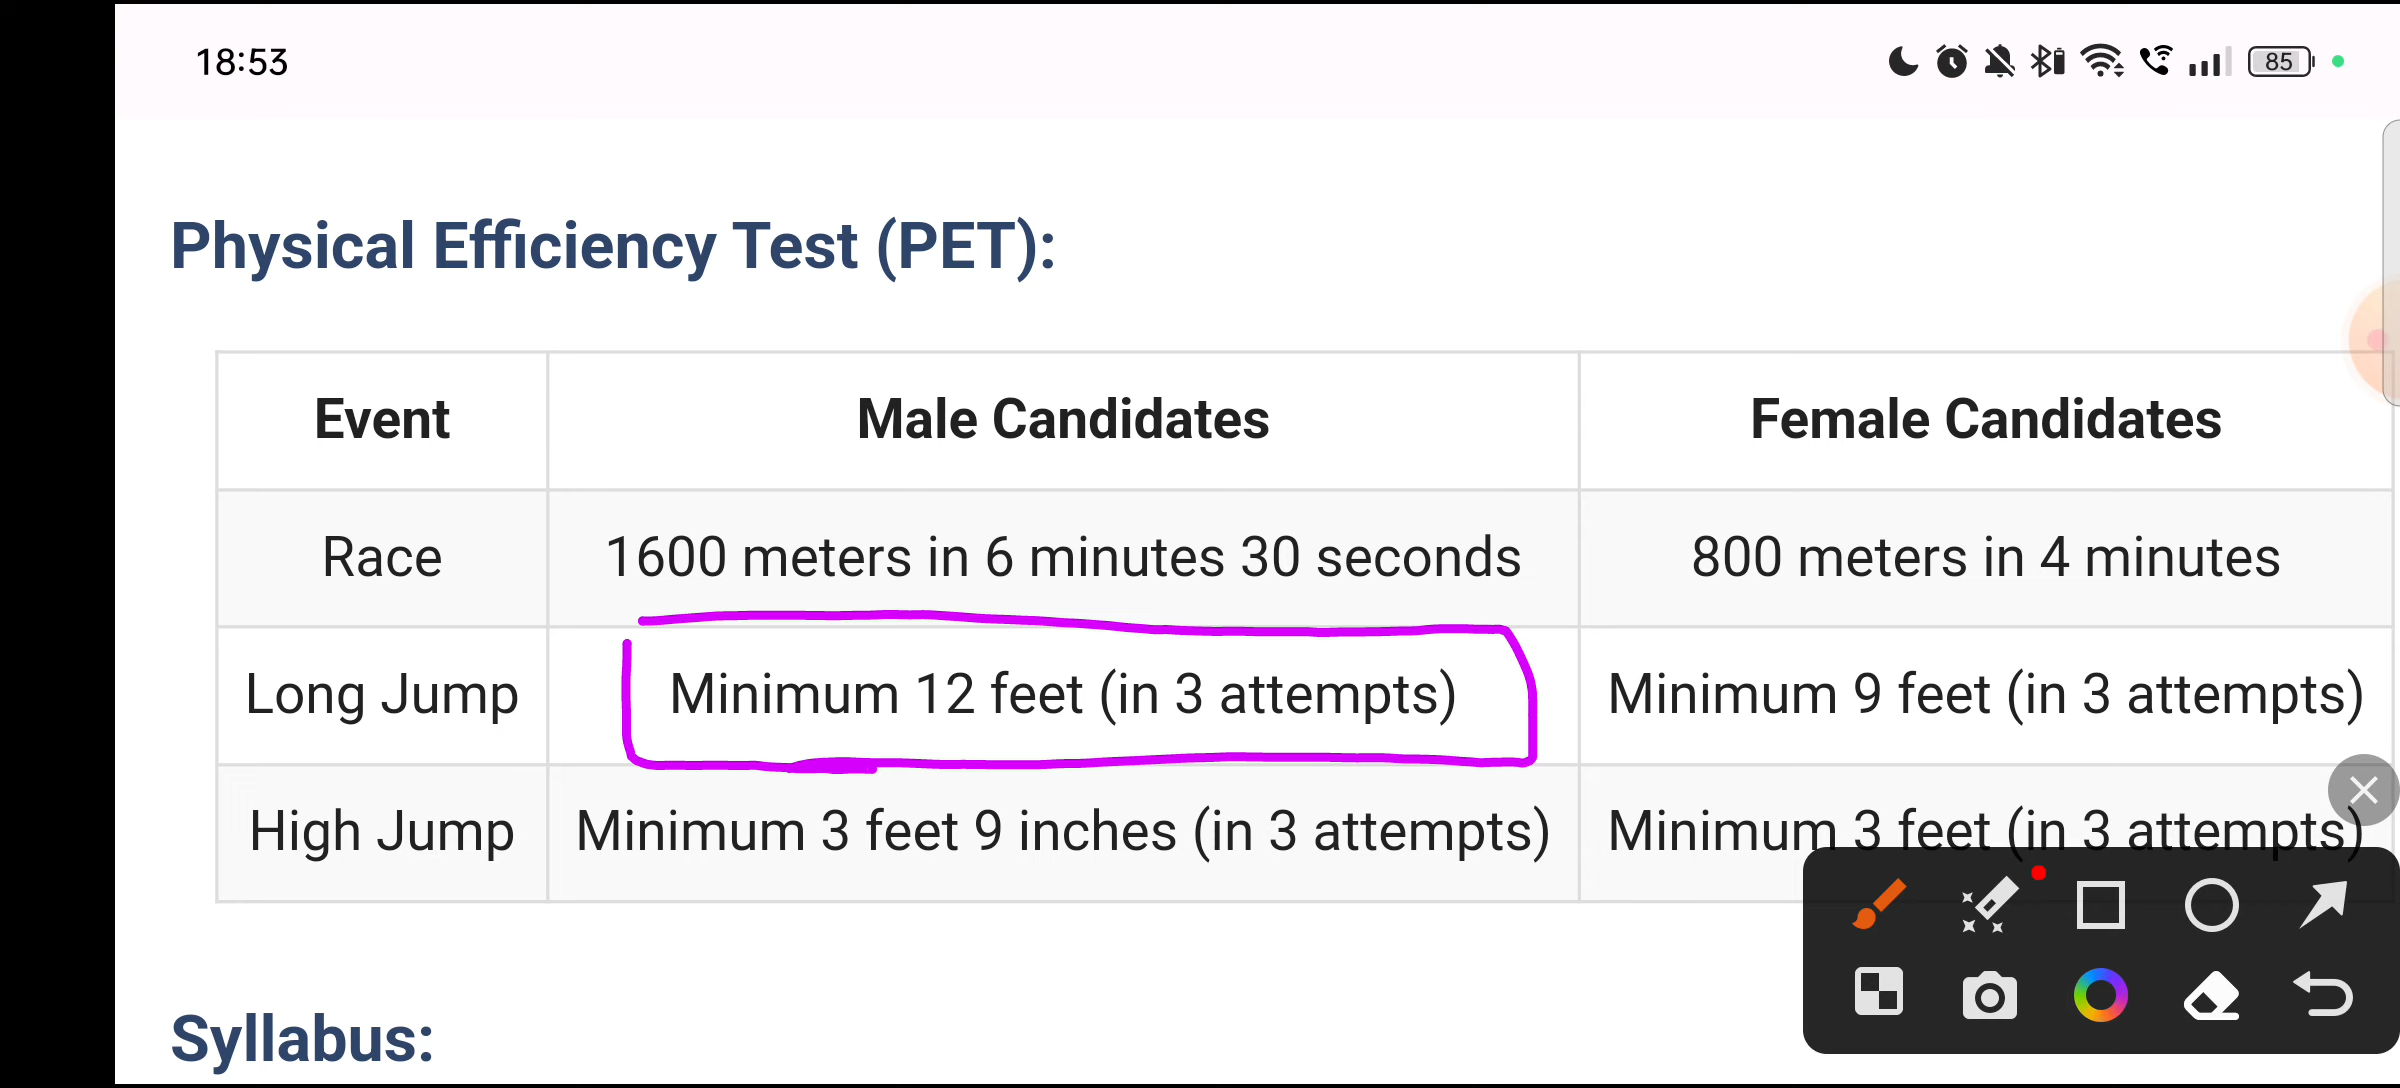 18:53
85
Physical Efficiency Test (PET):
Event Male Candidates Female Candidates
Race 1600 meters in 6 minutes 30 seconds 800 meters in 4 minutes
Long Jump Minimum 12 feet (in 3 attempts) Minimum 9 feet (in 3 attempts)
High Jump Minimum 3 feet 9 inches (in 3 attempts) Minimum 3 feet (in 3 attempts)
Syllabus: